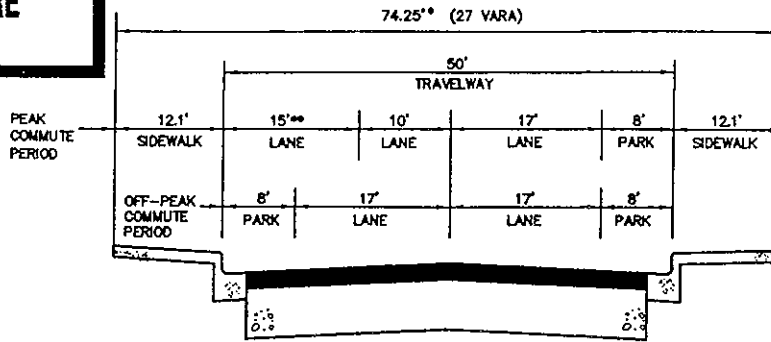 74.25'* (27 VARA)
50'
TRAVELWAY
PEAK COMMUTE PERIOD
12.1' SIDEWALK
15'** LANE
10' LANE
17' LANE
8' PARK
12.1' SIDEWALK
OFF-PEAK COMMUTE PERIOD
8' PARK
17' LANE
17' LANE
8' PARK